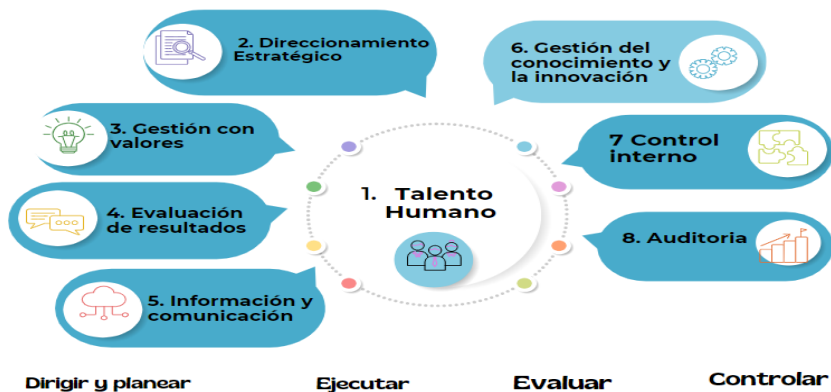 2. Direccionamiento
Estratégico
3. Gestión con
valores
4. Evaluación
de resultados
5. Información y
comunicación
1. Talento
Humano
6. Gestión del
conocimiento y
la innovación
7 Control
interno
8. Auditoria
Dirigir y planear
Ejecutar
Evaluar
Controlar